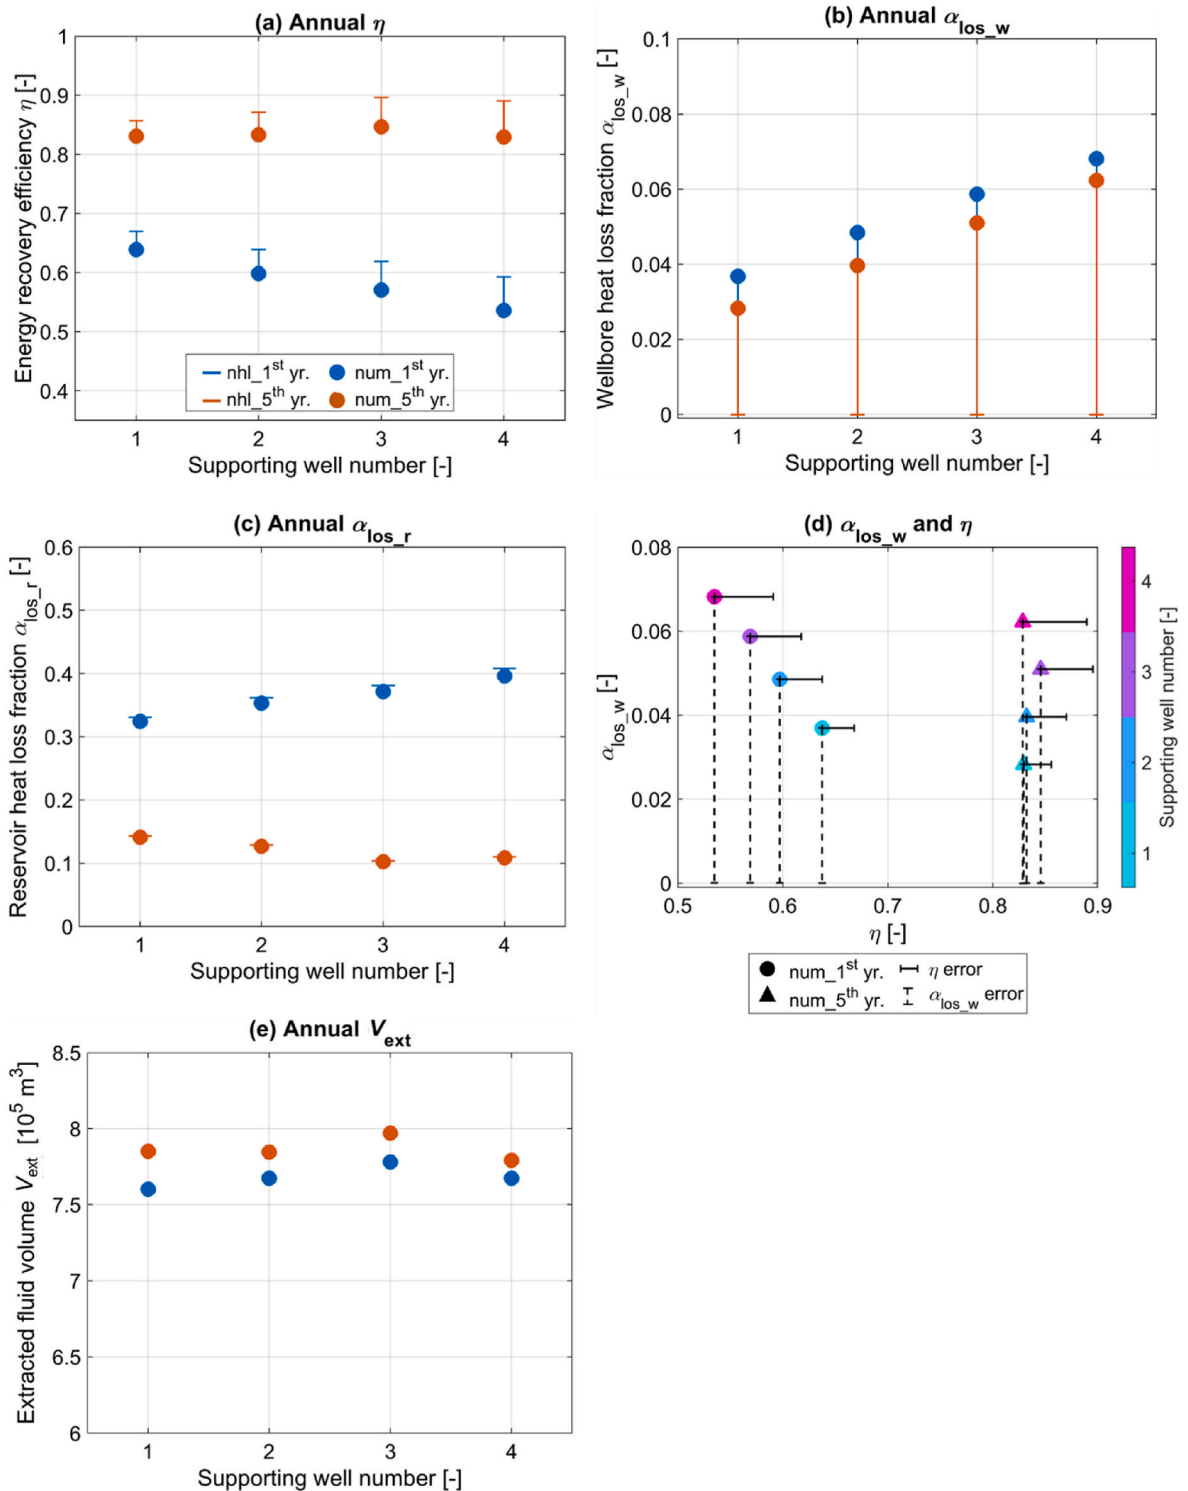 (a) Annual η
Energy recovery efficiency η [-]
1
0.9
0.8
0.7
0.6
0.5
0.4
nhl_1st yr. num_1st yr.
nhl_5th yr. num_5th yr.
1 2 3 4
Supporting well number [-]
(b) Annual αlos_w
Wellbore heat loss fraction αlos_w [-]
0.1
0.08
0.06
0.04
0.02
0
1 2 3 4
Supporting well number [-]
(c) Annual αlos_r
Reservoir heat loss fraction αlos_r [-]
0.6
0.5
0.4
0.3
0.2
0.1
0
1 2 3 4
Supporting well number [-]
(d) αlos_w and η
αlos_w [-]
0.08
0.06
0.04
0.02
0
0.5 0.6 0.7 0.8 0.9
η [-]
4
3
2
1
Supporting well number [-]
num_1st yr. η error
num_5th yr. αlos_w error
(e) Annual Vext
Extracted fluid volume Vext [10^5 m^3]
8.5
8
7.5
7
6.5
6
1 2 3 4
Supporting well number [-]